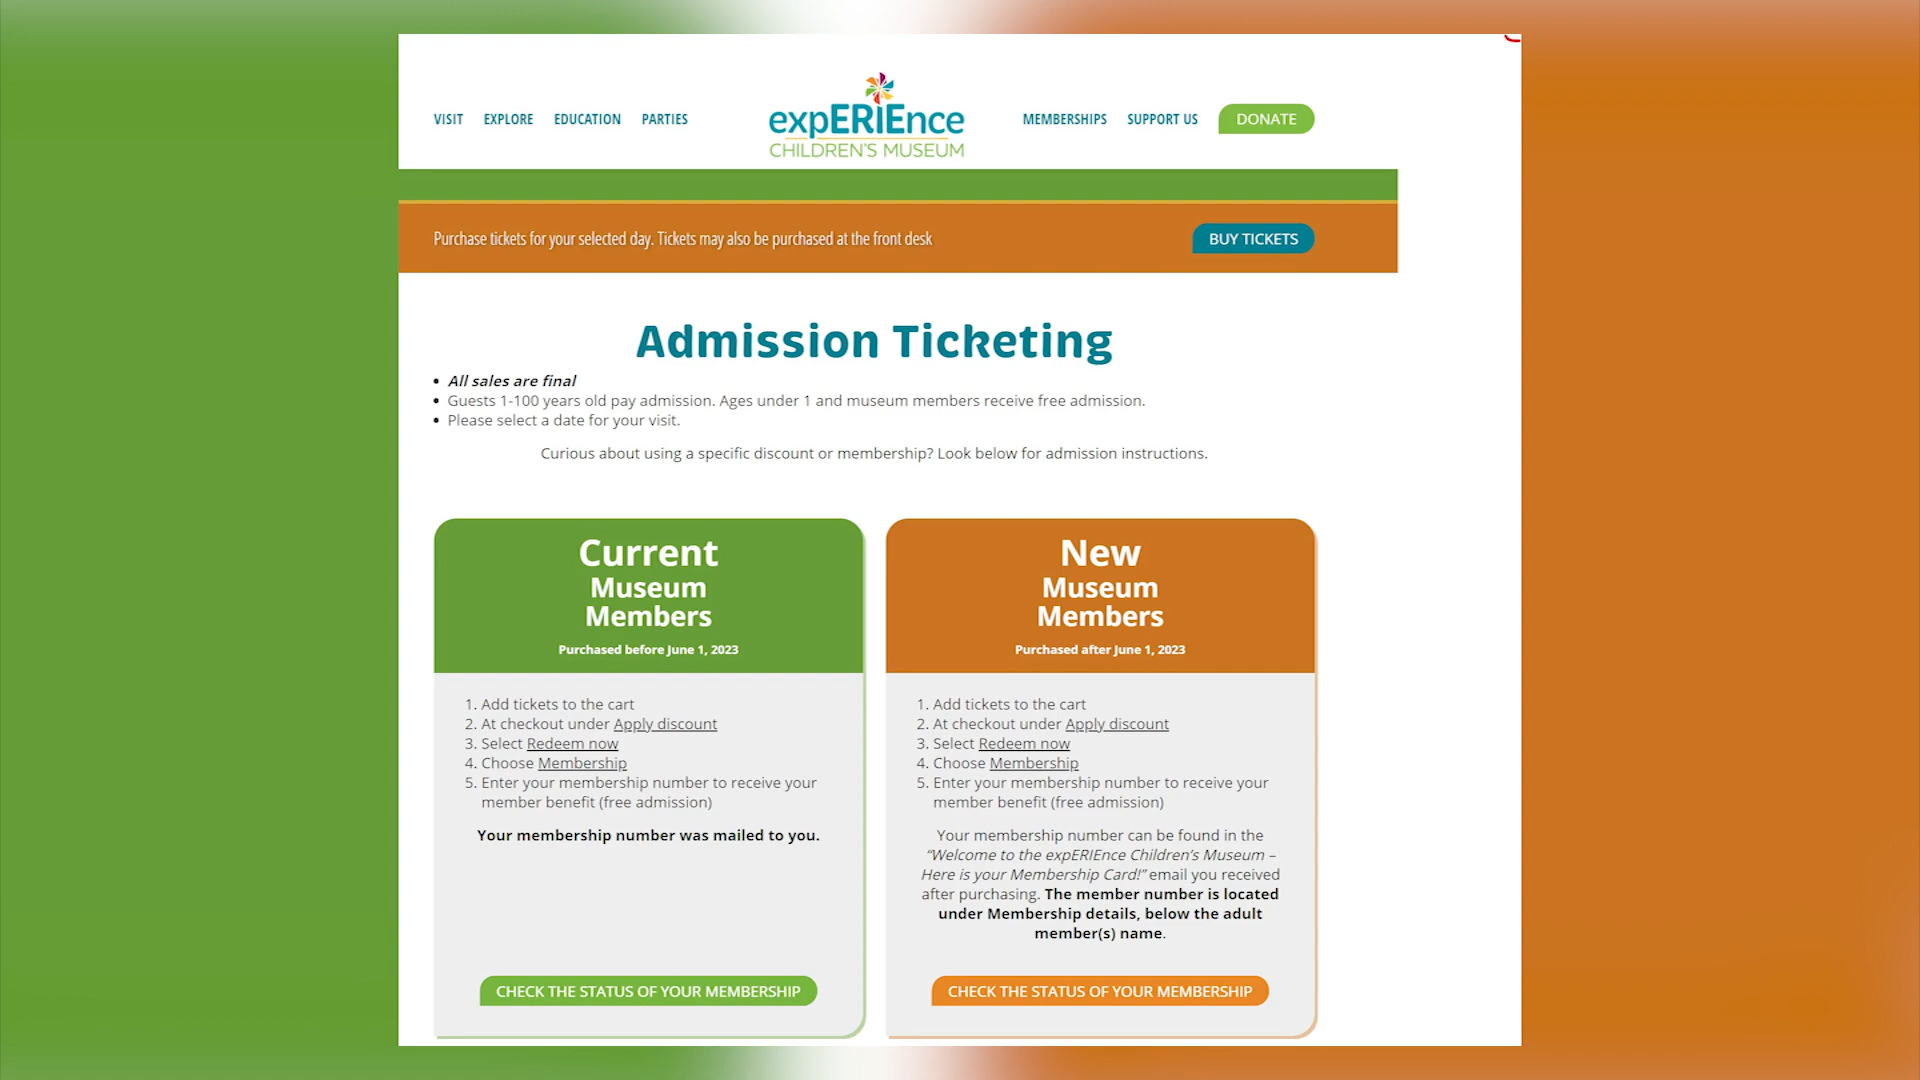 VISIT EXPLORE EDUCATION PARTIES
expERIEnce
CHILDREN'S MUSEUM
MEMBERSHIPS SUPPORT US DONATE
Purchase tickets for your selected day. Tickets may also be purchased at the front desk
BUY TICKETS
Admission Ticketing
• All sales are final
• Guests 1-100 years old pay admission. Ages under 1 and museum members receive free admission.
• Please select a date for your visit.
Curious about using a specific discount or membership? Look below for admission instructions.
Current
Museum
Members
Purchased before June 1, 2023
1. Add tickets to the cart
2. At checkout under Apply discount
3. Select Redeem now
4. Choose Membership
5. Enter your membership number to receive your
member benefit (free admission)
Your membership number was mailed to you.
CHECK THE STATUS OF YOUR MEMBERSHIP
New
Museum
Members
Purchased after June 1, 2023
1. Add tickets to the cart
2. At checkout under Apply discount
3. Select Redeem now
4. Choose Membership
5. Enter your membership number to receive your
member benefit (free admission)
Your membership number can be found in the
“Welcome to the expERIEnce Children’s Museum –
Here is your Membership Card!” email you received
after purchasing. The member number is located
under Membership details, below the adult
member(s) name.
CHECK THE STATUS OF YOUR MEMBERSHIP